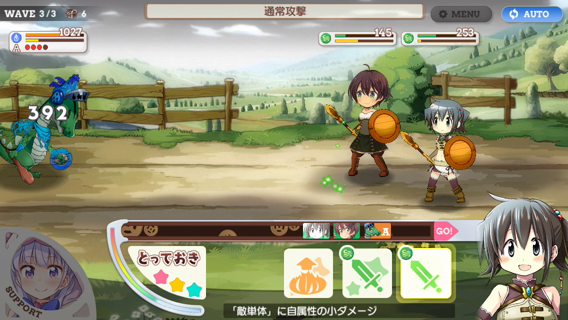 WAVE 3/3 6
通常攻撃
MENU
AUTO
1027
A
145
253
392
A
GO!
とっておき
SUPPORT
「敵単体」に自属性の小ダメージ